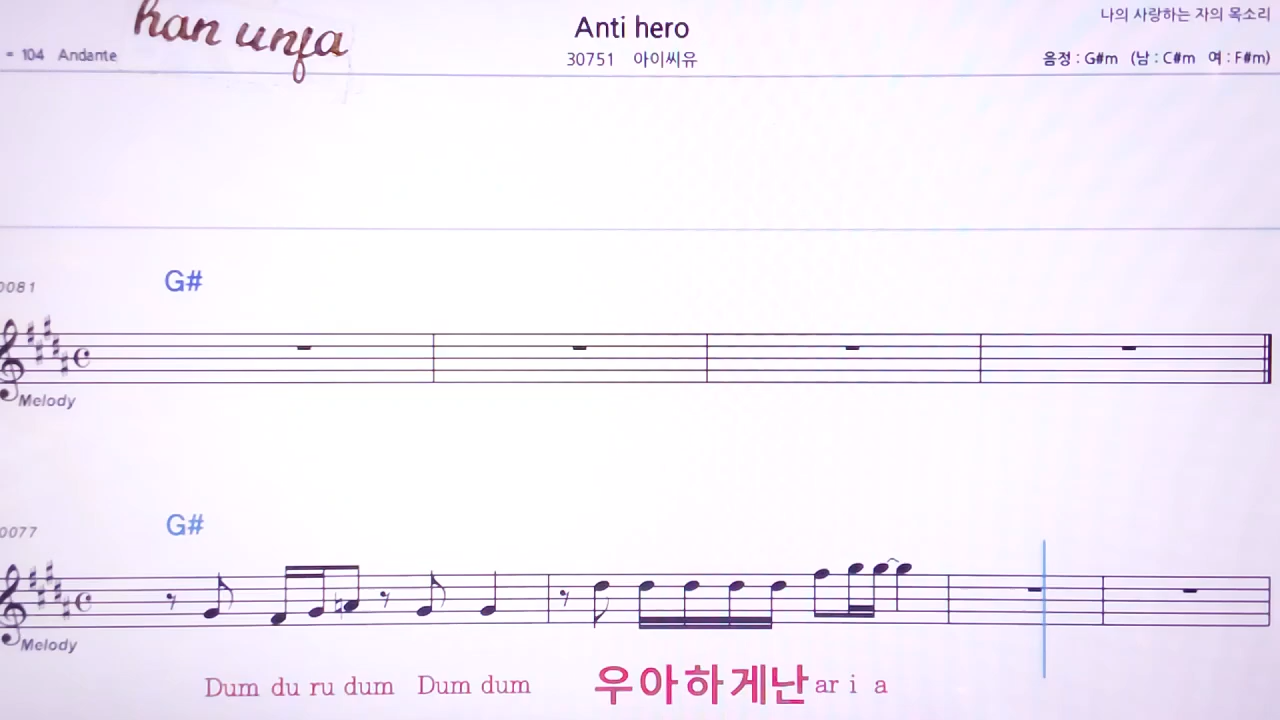 han unja
= 104 Andante
Anti hero
30751 아이씨유
나의 사랑하는 자의 목소리
음정 : G#m (남 : C#m 여 : F#m)
0081
G#
Melody
0077
G#
Melody
Dum du ru dum Dum dum 우아하게난 ar i a